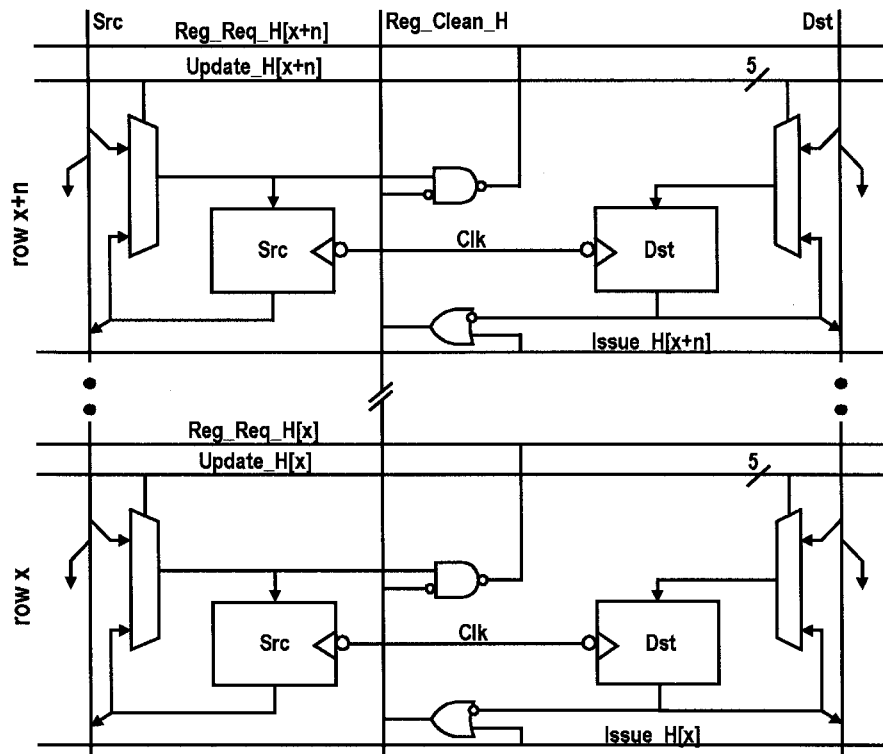 Src Reg_Clean_H Dst
Reg_Req_H[x+n]
Update_H[x+n] 5
row x+n
Src Clk Dst
Issue_H[x+n]
Reg_Req_H[x]
Update_H[x] 5
row x
Src Clk Dst
Issue_H[x]